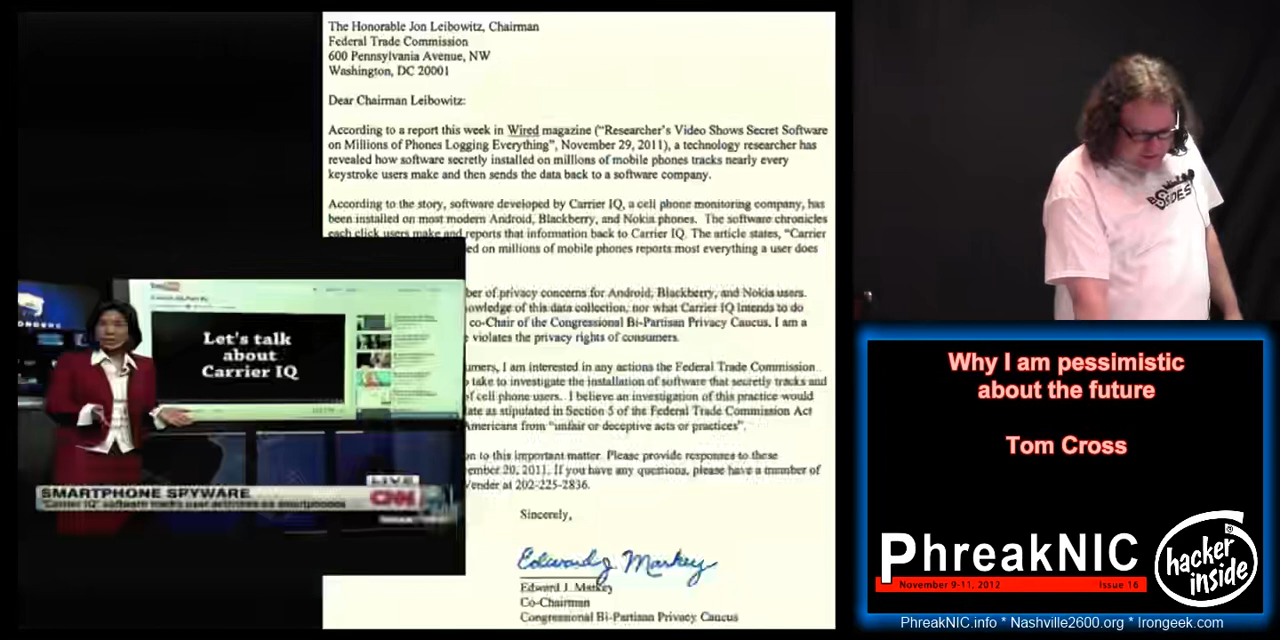 The Honorable Jon Leibowitz, Chairman
Federal Trade Commission
600 Pennsylvania Avenue, NW
Washington, DC 20001
Dear Chairman Leibowitz:
According to a report this week in Wired magazine ("Researcher's Video Shows Secret Software
on Millions of Phones Logging Everything", November 29, 2011), a technology researcher has
revealed how software secretly installed on millions of mobile phones tracks nearly every
keystroke users make and then sends the data back to a software company.
According to the story, software developed by Carrier IQ, a cell phone monitoring company, has
been installed on most modern Android, Blackberry, and Nokia phones. The software chronicles
each click users make and reports that information back to Carrier IQ. The article states, "Carrier
ed on millions of mobile phones reports most everything a user does
ber of privacy concerns for Android, Blackberry, and Nokia users.
owledge of this data collection, nor what Carrier IQ intends to do
co-Chair of the Congressional Bi-Partisan Privacy Caucus, I am a
violates the privacy rights of consumers.
umers, I am interested in any actions the Federal Trade Commission
take to investigate the installation of software that secretly tracks and
of cell phone users. I believe an investigation of this practice would
ate as stipulated in Section 5 of the Federal Trade Commission Act
Americans from "unfair or deceptive acts or practices".
on to this important matter. Please provide responses to these
ember 20, 2011. If you have any questions, please have a member of
Vender at 202-225-2836.
Sincerely,
Edward J. Markey
Edward J. Markey
Co-Chairman
Congressional Bi-Partisan Privacy Caucus
Let's talk
about
Carrier IQ
LIVE
CNN
SMARTPHONE SPYWARE
"Carrier IQ" software tracks user activities on smartphones
BSIDES
Why I am pessimistic
about the future
Tom Cross
PhreakNIC
November 9-11, 2012 Issue 16
hacker
inside
PhreakNIC.info * Nashville2600.org * Irongeek.com